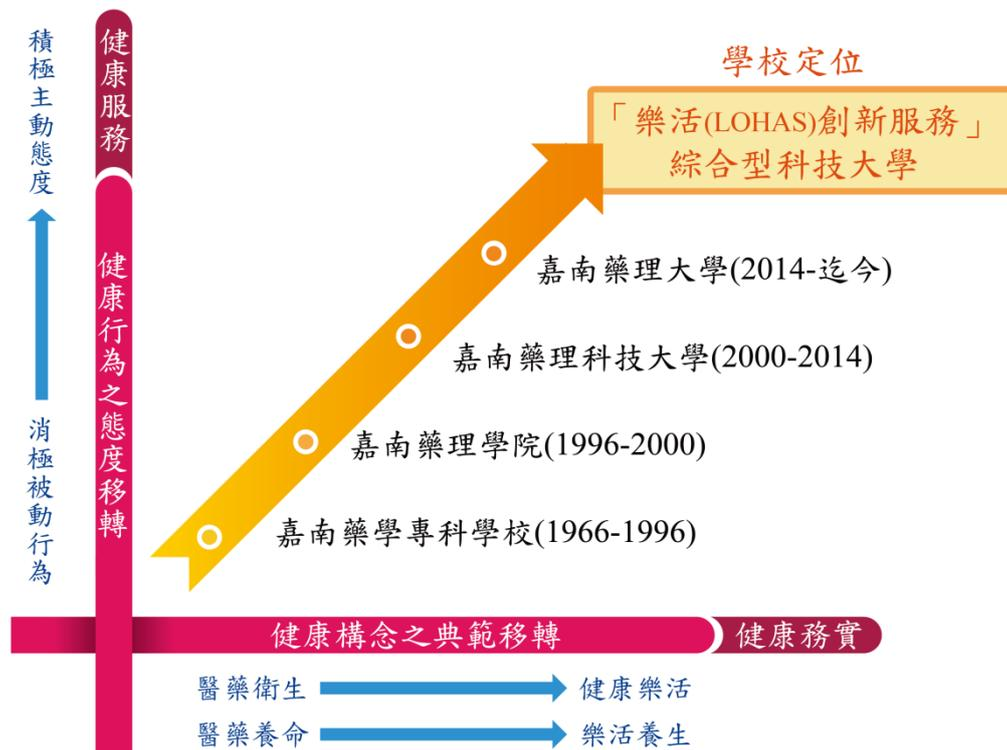 積極主動態度
消極被動行為
健康服務
健康行為之態度移轉
學校定位
「樂活(LOHAS)創新服務」
綜合型科技大學
嘉南藥理大學(2014-迄今)
嘉南藥理科技大學(2000-2014)
嘉南藥理學院(1996-2000)
嘉南藥學專科學校(1966-1996)
健康構念之典範移轉
健康務實
醫藥衛生
健康樂活
醫藥養命
樂活養生